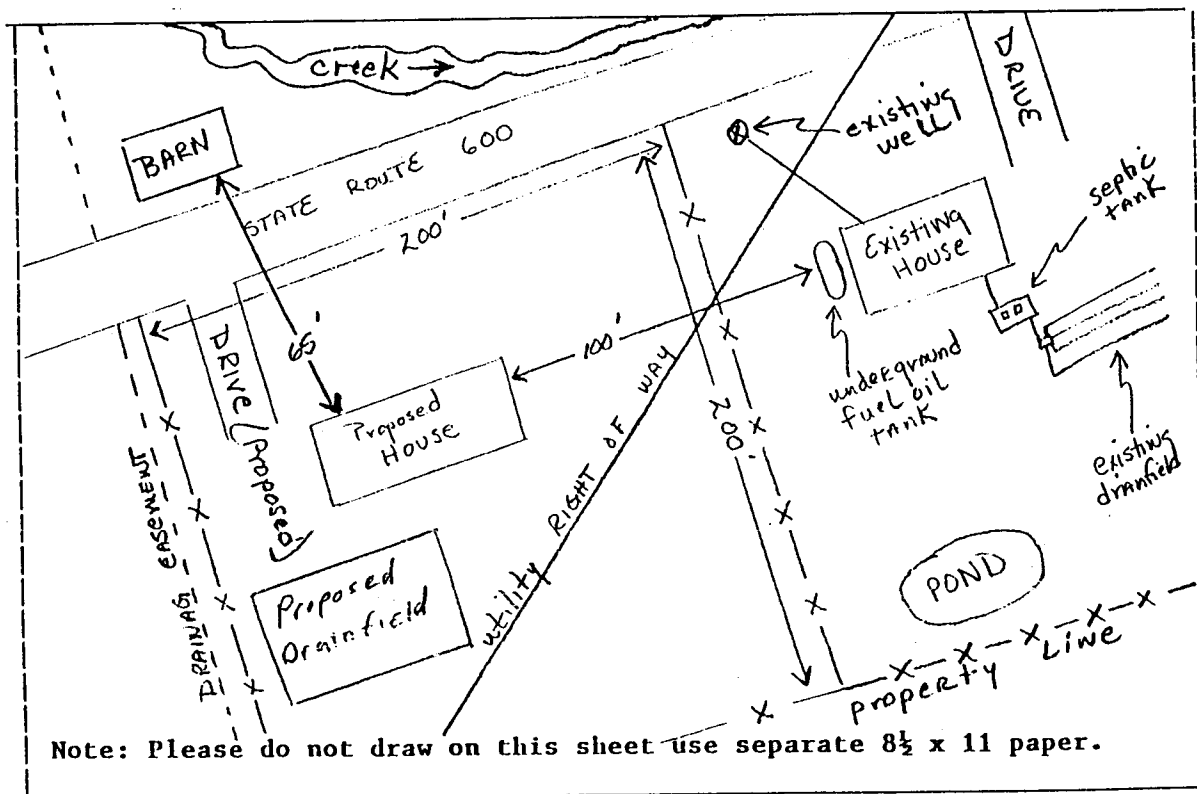 creek
DRIVE
BARN
STATE ROUTE 600
existing
well
septic
tank
200'
Existing
HOUSE
65'
DRIVE (Proposed)
100'
Proposed
HOUSE
underground
fuel oil
tank
200'
existing
drainfield
DRAINAGE EASEMENT
utility RIGHT OF WAY
Proposed
Drainfield
POND
property Line
Note: Please do not draw on this sheet use separate 8½ x 11 paper.